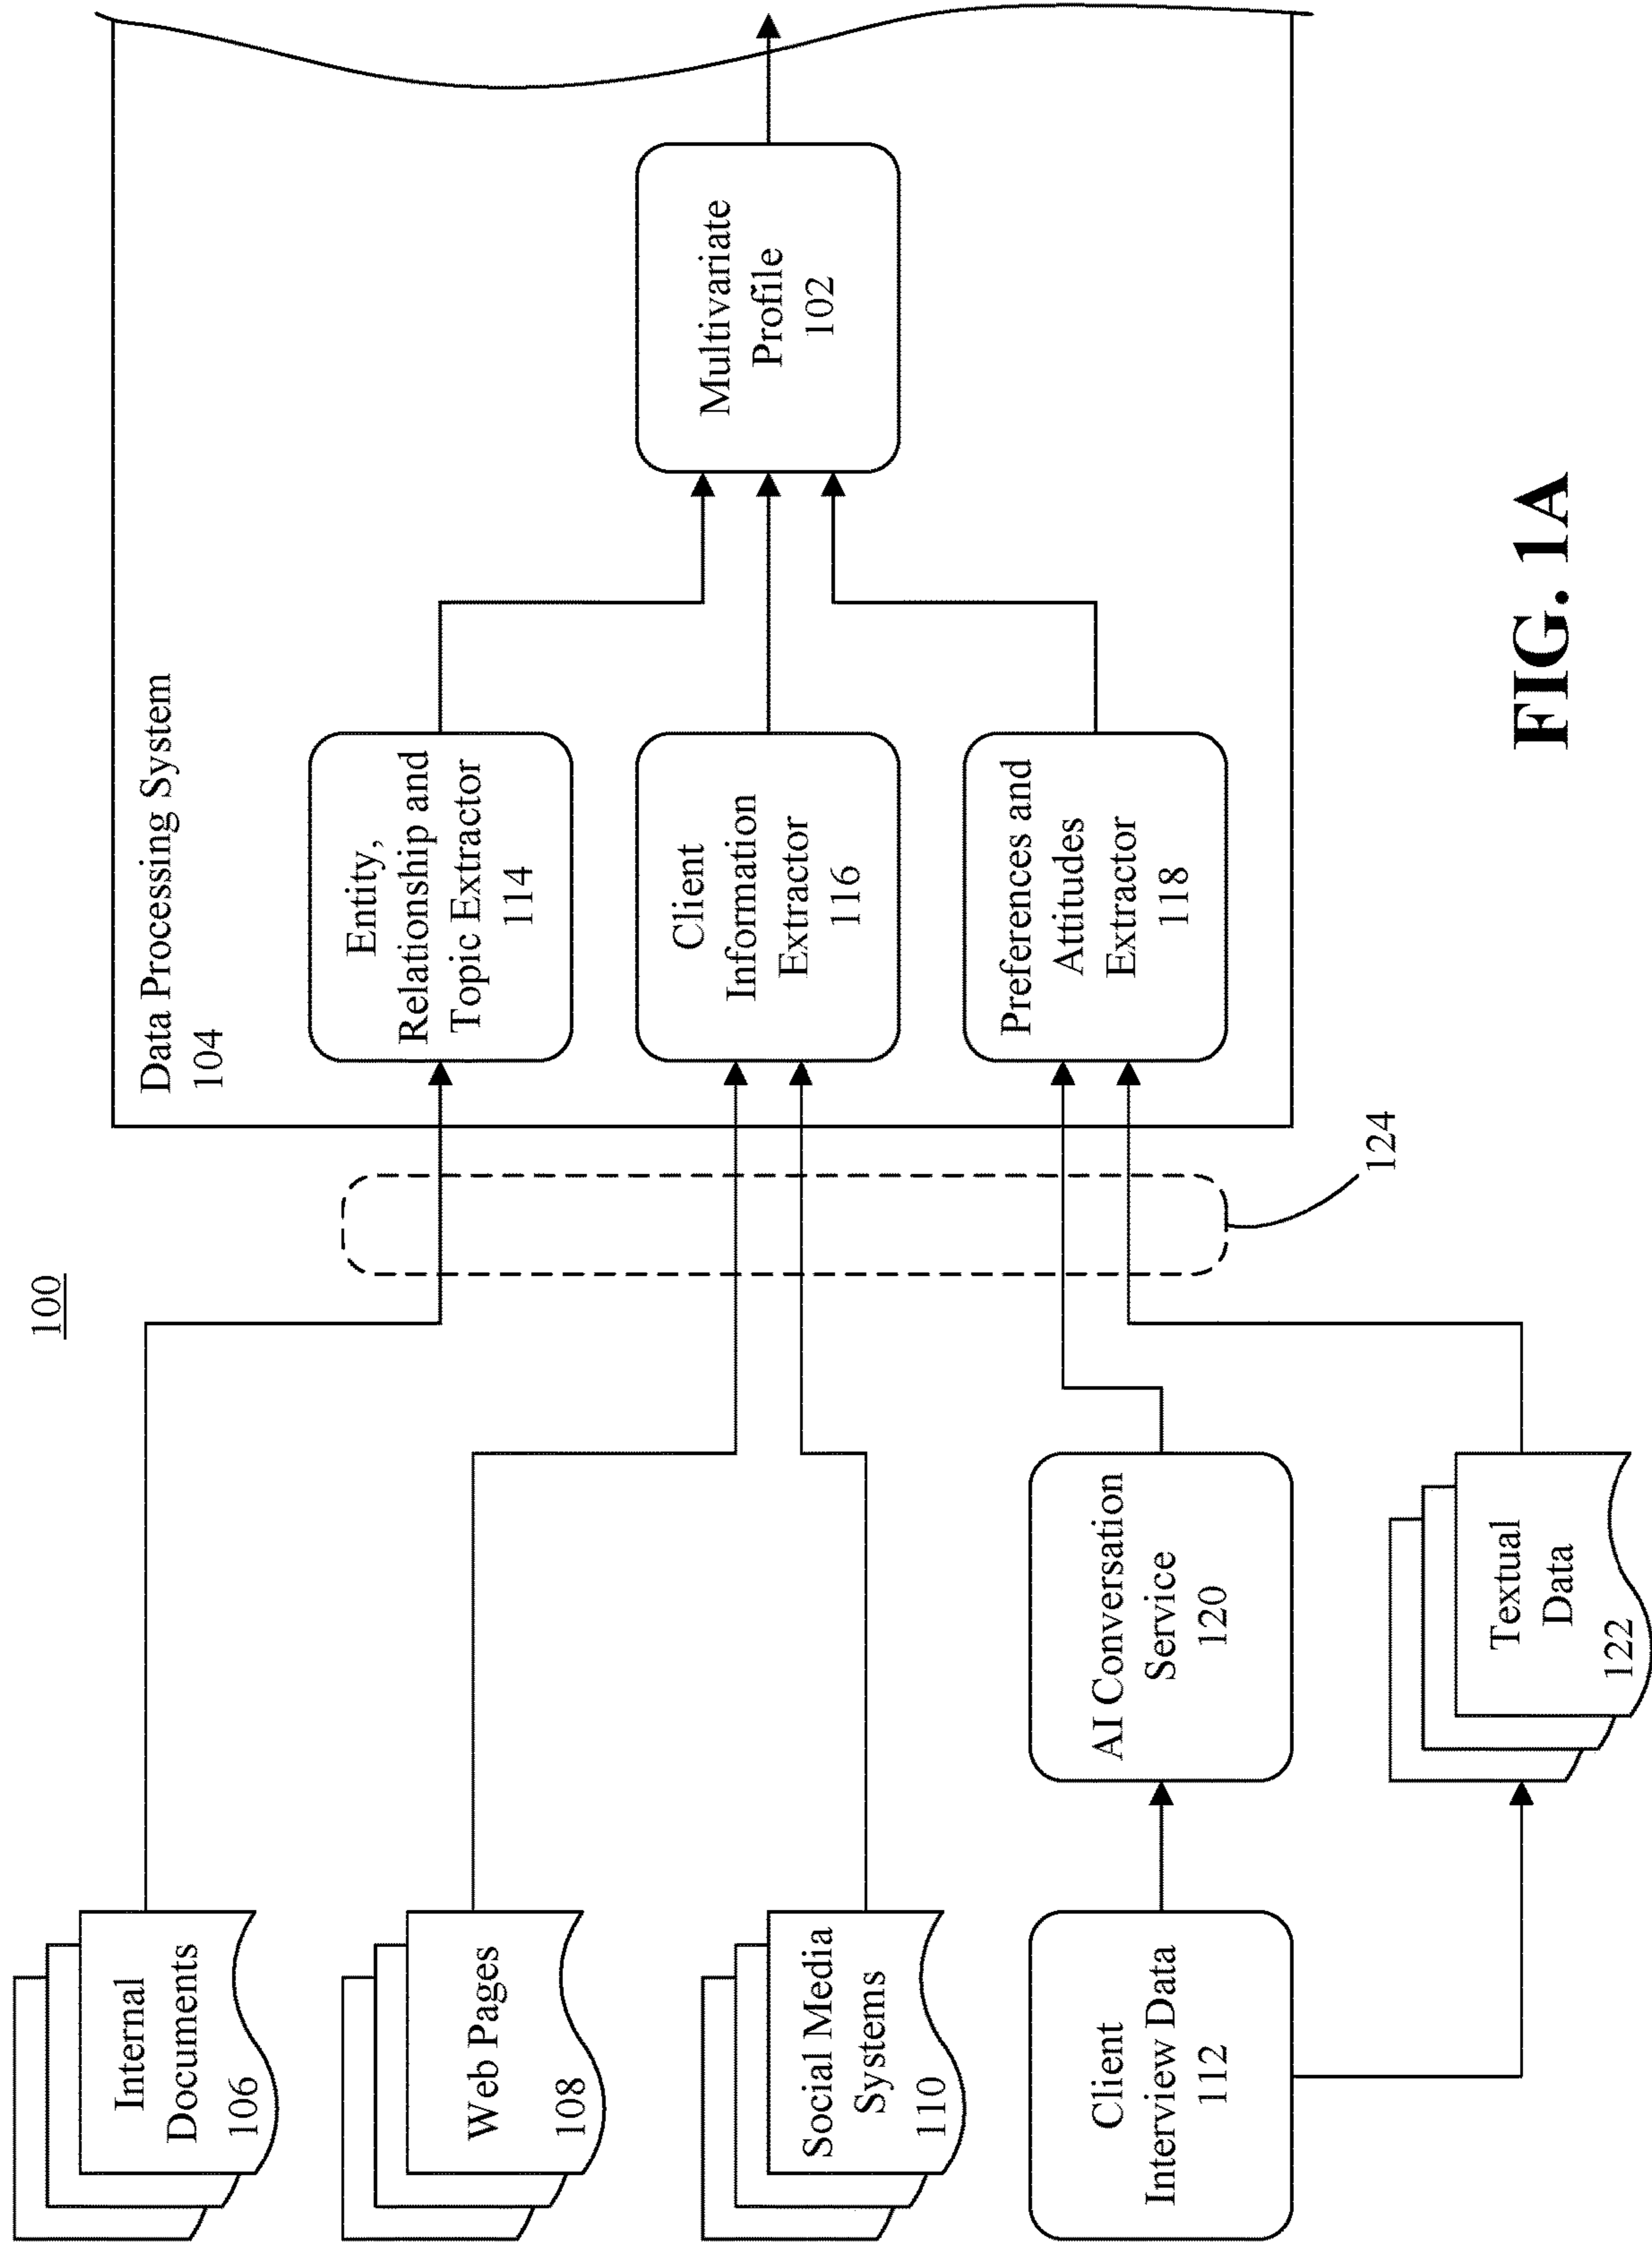 100
Internal
Documents
106
Web Pages
108
Social Media
Systems
110
Client
Interview Data
112
AI Conversation
Service
120
Textual
Data
122
124
Data Processing System
104
Entity,
Relationship and
Topic Extractor
114
Client
Information
Extractor
116
Preferences and
Attitudes
Extractor
118
Multivariate
Profile
102
FIG. 1A